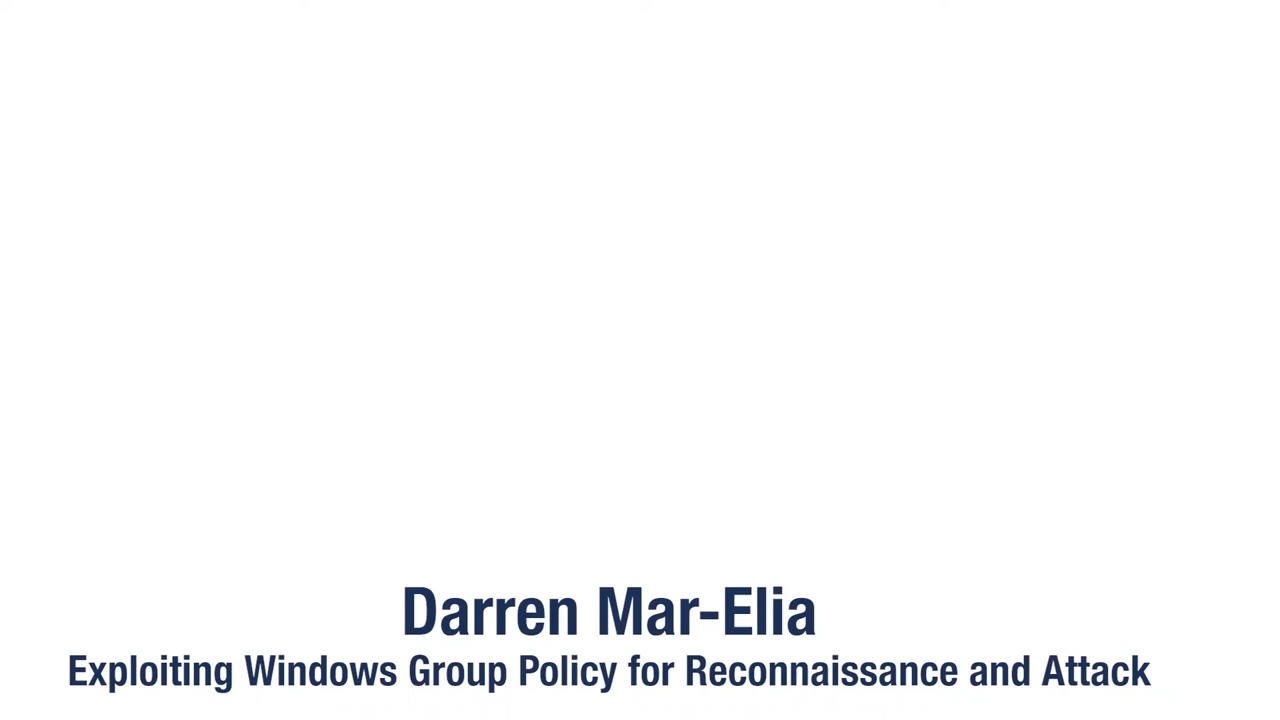 Darren Mar-Elia
Exploiting Windows Group Policy for Reconnaissance and Attack